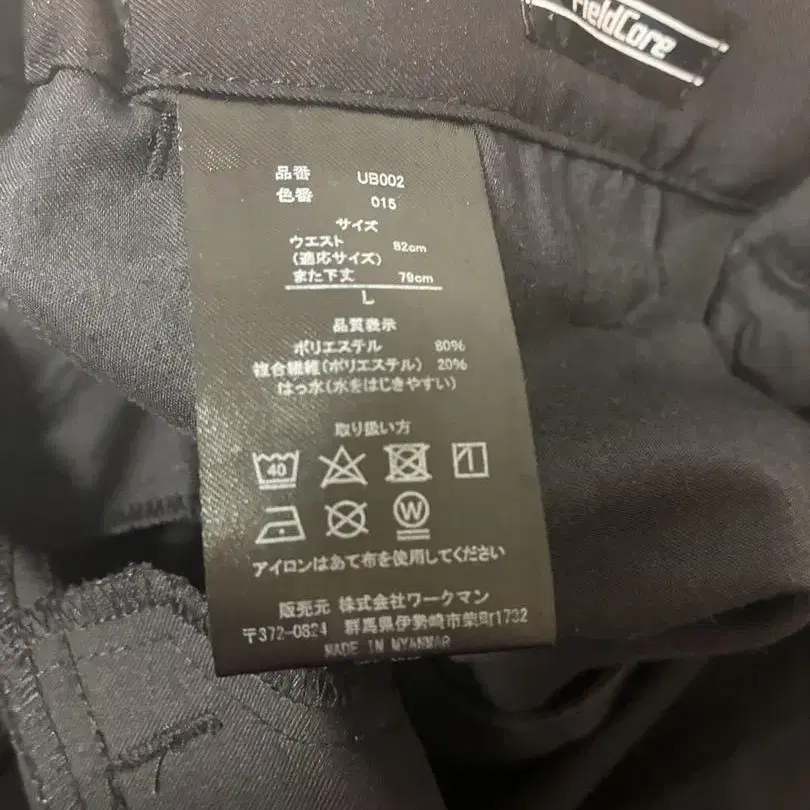 FieldCore
品番 UB002
色番 015
サイズ
ウエスト 82cm
(適応サイズ)
また下丈 79cm
L
品質表示
ポリエステル 80%
複合繊維(ポリエステル) 20%
はっ水(水をはじきやすい)
取り扱い方
40
W
アイロンはあて布を使用してください
販売元 株式会社ワークマン
〒372-0824 群馬県伊勢崎市栄町1732
MADE IN MYANMAR